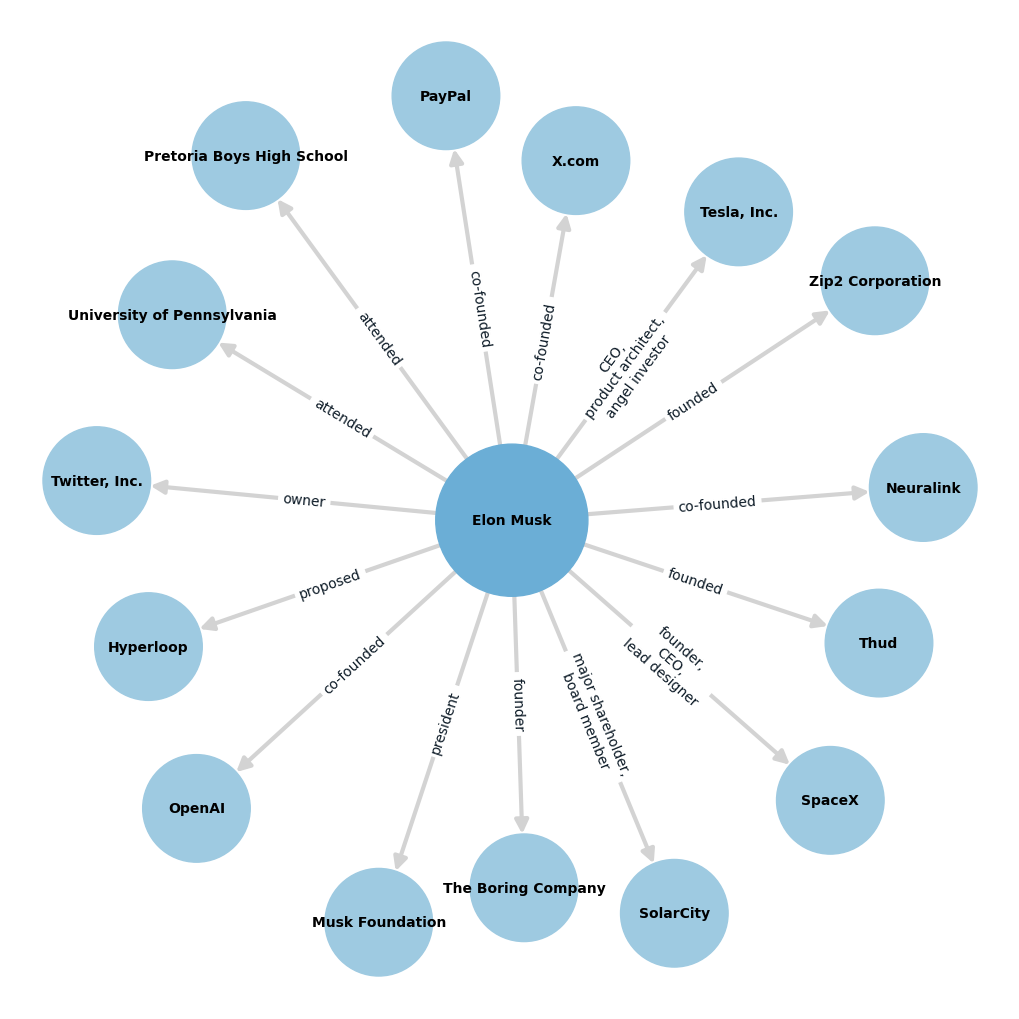 PayPal
Pretoria Boys High School
X.com
Tesla, Inc.
Zip2 Corporation
University of Pennsylvania
co-founded
co-founded
attended
CEO,
product architect,
angel investor
founded
attended
Twitter, Inc.
owner
co-founded
Neuralink
Elon Musk
proposed
founded
Hyperloop
Thud
co-founded
founder,
CEO,
lead designer
president
founder
major shareholder,
board member
OpenAI
SpaceX
Musk Foundation
The Boring Company
SolarCity